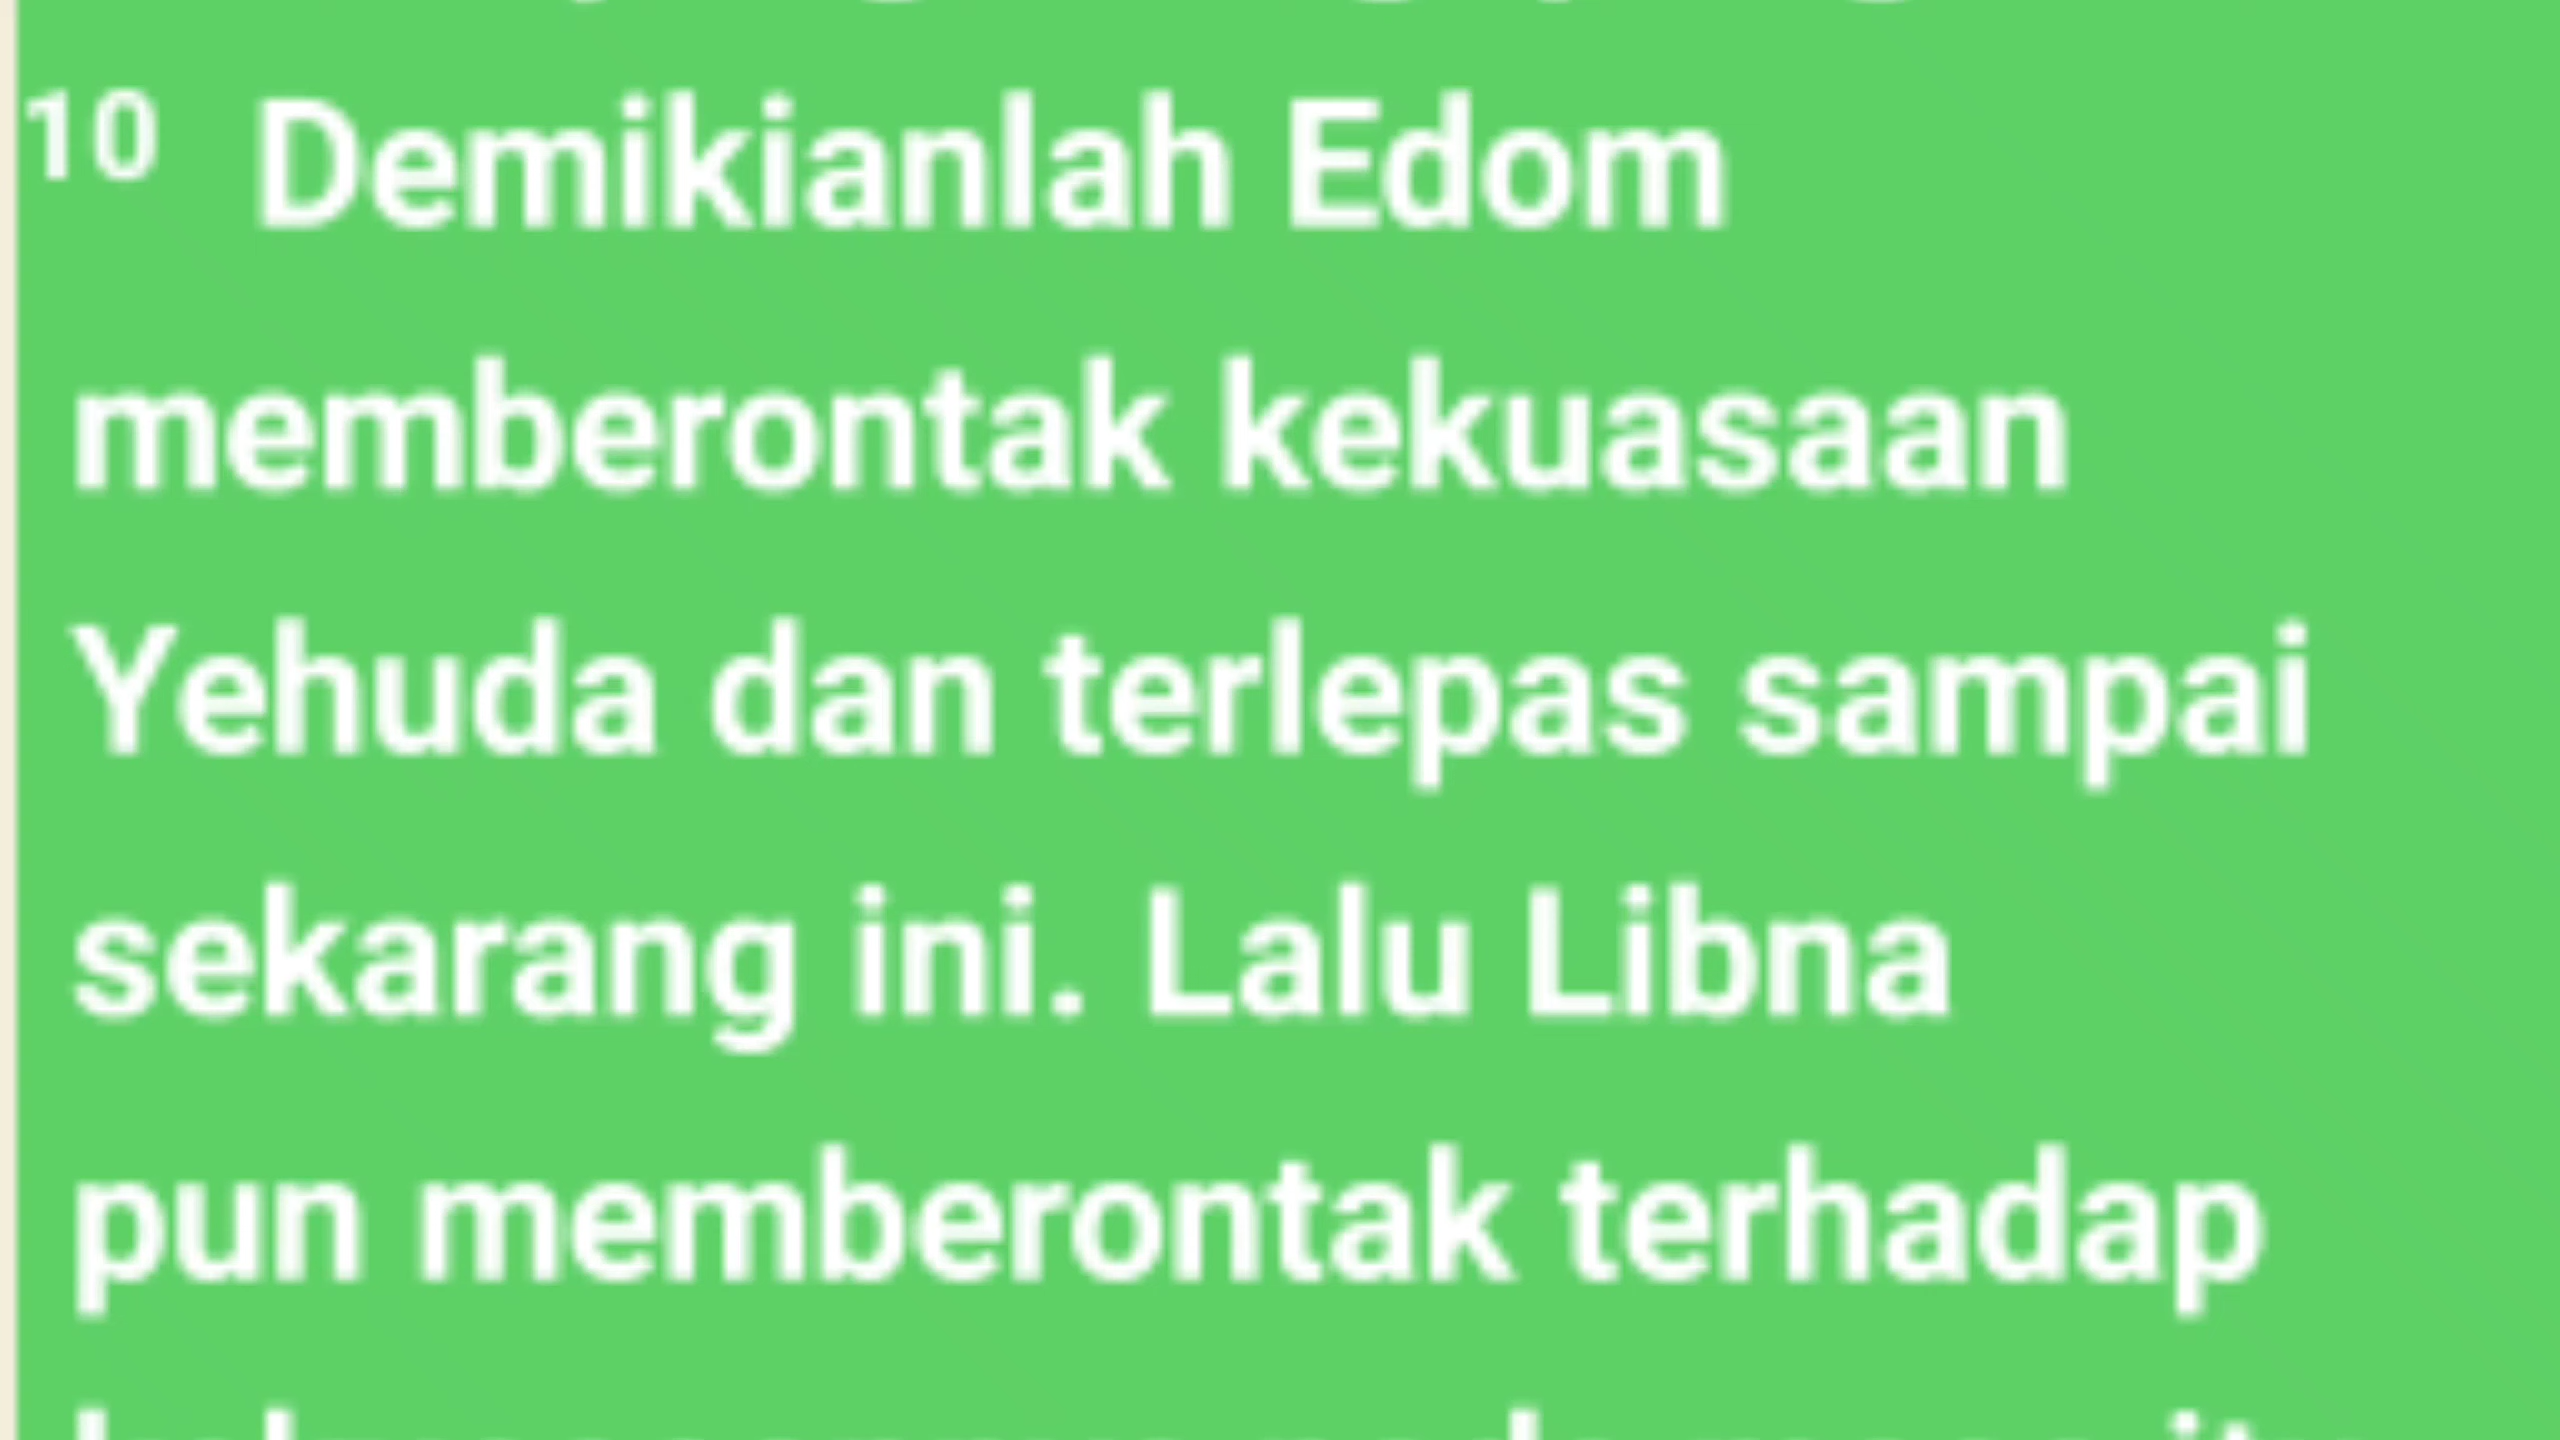 10 Demikianlah Edom
memberontak kekuasaan
Yehuda dan terlepas sampai
sekarang ini. Lalu Libna
pun memberontak terhadap